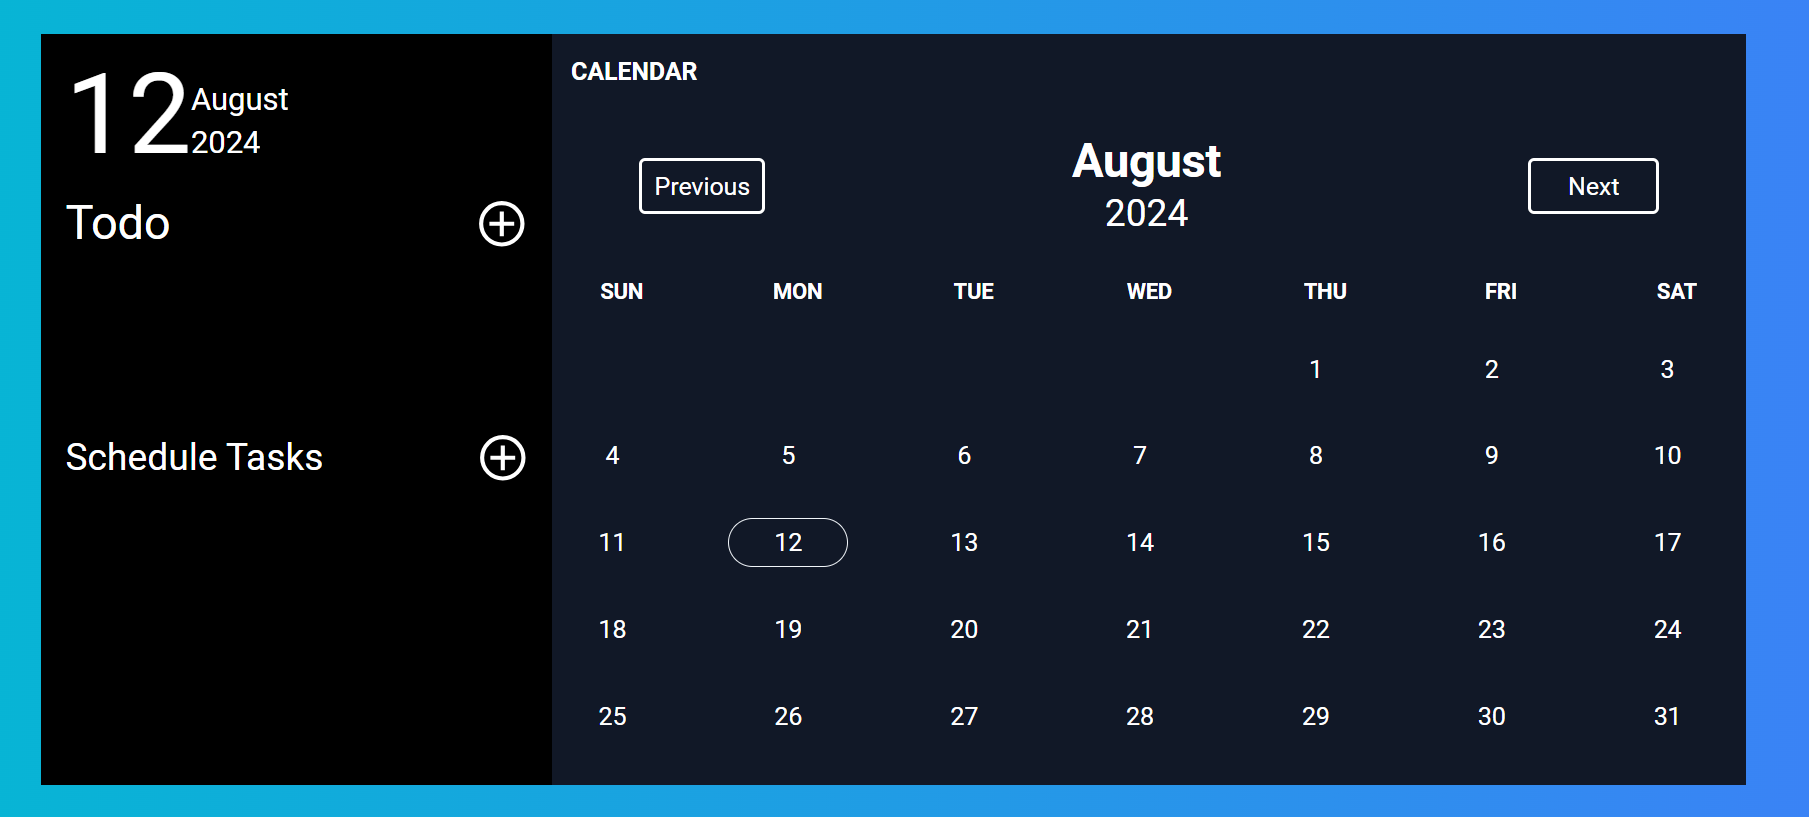 12 August
2024
Todo
Schedule Tasks
CALENDAR
Previous August Next
2024
SUN MON TUE WED THU FRI SAT
1 2 3
4 5 6 7 8 9 10
11 12 13 14 15 16 17
18 19 20 21 22 23 24
25 26 27 28 29 30 31